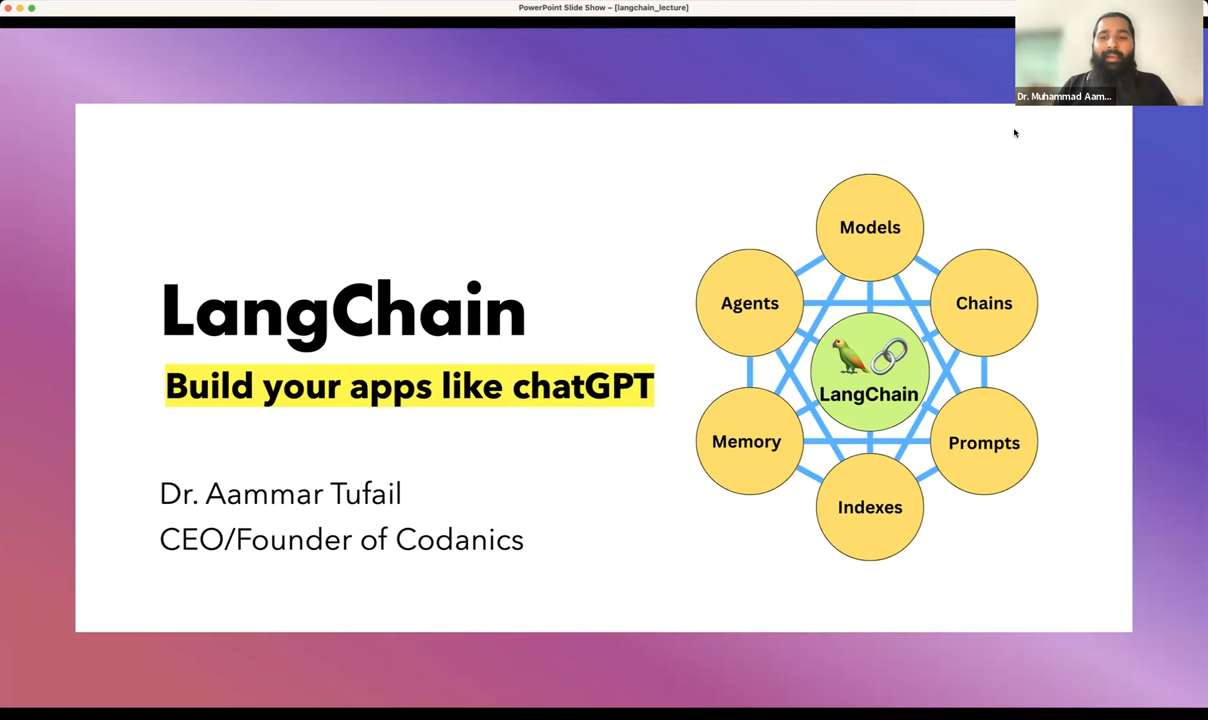 PowerPoint Slide Show – [langchain_lecture]
Dr. Muhammad Aam...
LangChain
Build your apps like chatGPT
Dr. Aammar Tufail
CEO/Founder of Codanics
Models
Agents
Chains
LangChain
Memory
Prompts
Indexes